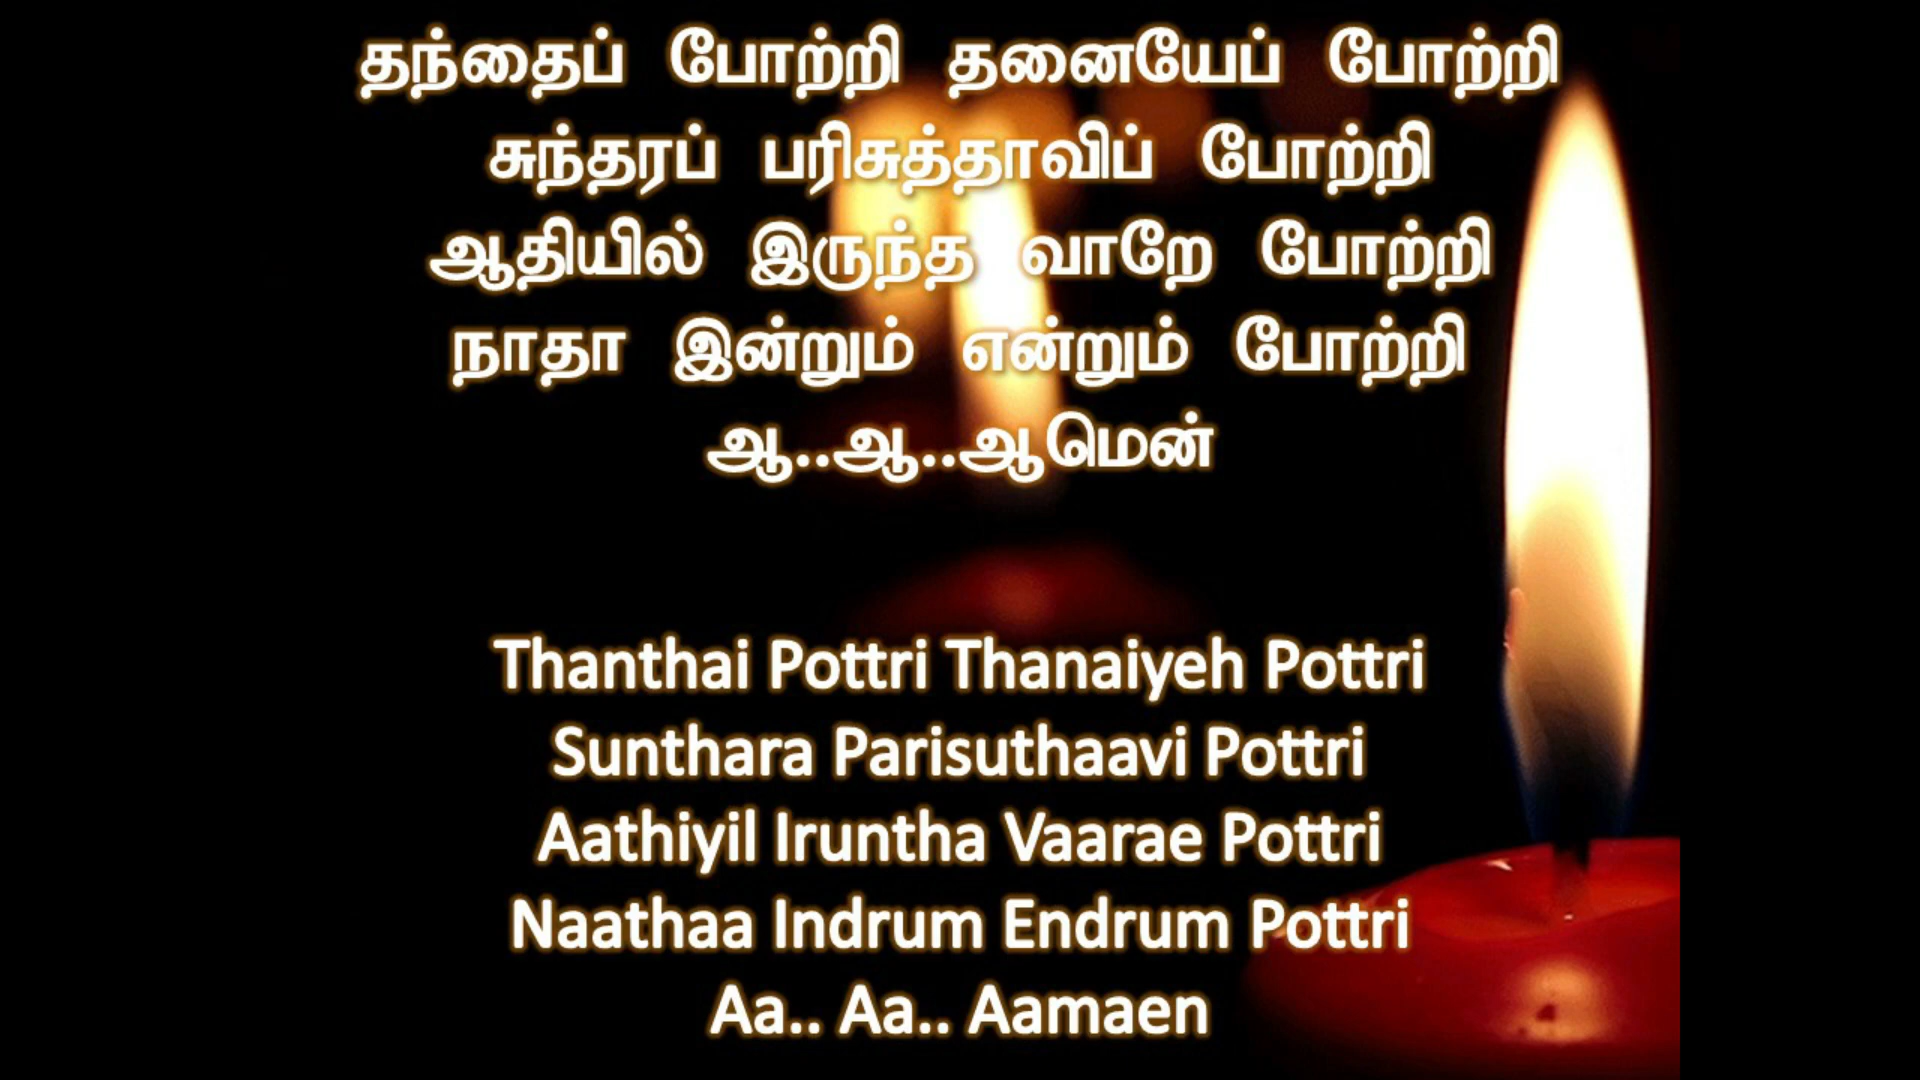 தந்தைப் போற்றி தனையேப் போற்றி
சுந்தரப் பரிசுத்தாவிப் போற்றி
ஆதியில் இருந்த வாறே போற்றி
நாதா இன்றும் என்றும் போற்றி
ஆ..ஆ..ஆமென்
Thanthai Pottri Thanaiyeh Pottri
Sunthara Parisuthaavi Pottri
Aathiyil Iruntha Vaarae Pottri
Naathaa Indrum Endrum Pottri
Aa.. Aa.. Aamaen